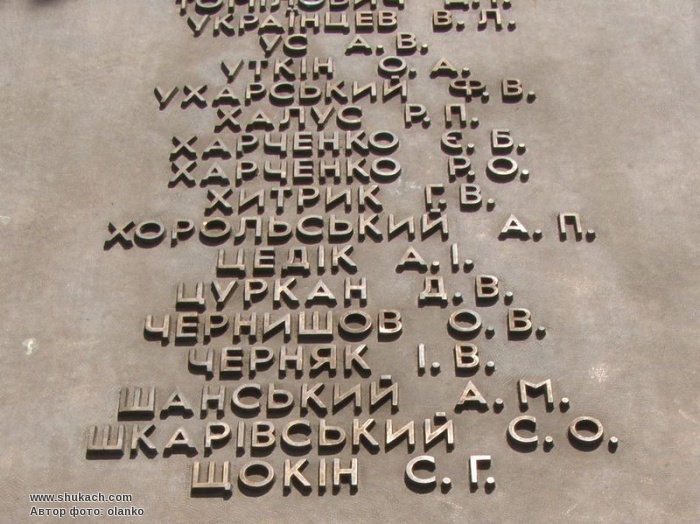 УКРАЇНЦЕВ В. Л.
УС А. В.
УТКІН О. А.
УХАРСЬКИЙ Ф. В.
ХАЛУС Р. П.
ХАРЧЕНКО Є. Б.
ХАРЧЕНКО Р. О.
ХИТРИК Г. В.
ХОРОЛЬСЬКИЙ А. П.
ЦЕДІК А. І.
ЦУРКАН Д. В.
ЧЕРНИШОВ О. В.
ЧЕРНЯК І. В.
ШАНСЬКИЙ А. М.
ШКАРІВСЬКИЙ С. О.
ЩОКІН С. Г.
www.shukach.com
Автор фото: olanko